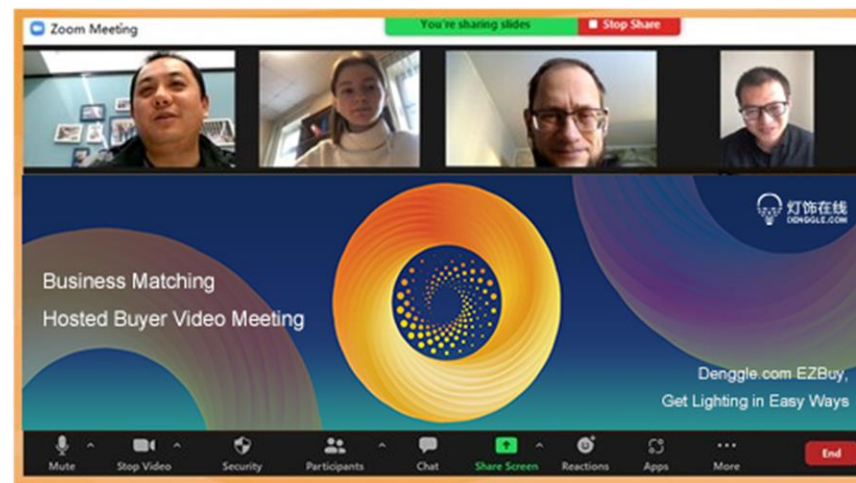 Zoom Meeting
You're sharing slides
Stop Share
灯饰在线
DENGGLE.COM
Business Matching
Hosted Buyer Video Meeting
Denggle.com EZBuy,
Get Lighting in Easy Ways
Mute
Stop Video
Security
Participants
Chat
Share Screen
Reactions
Apps
More
End